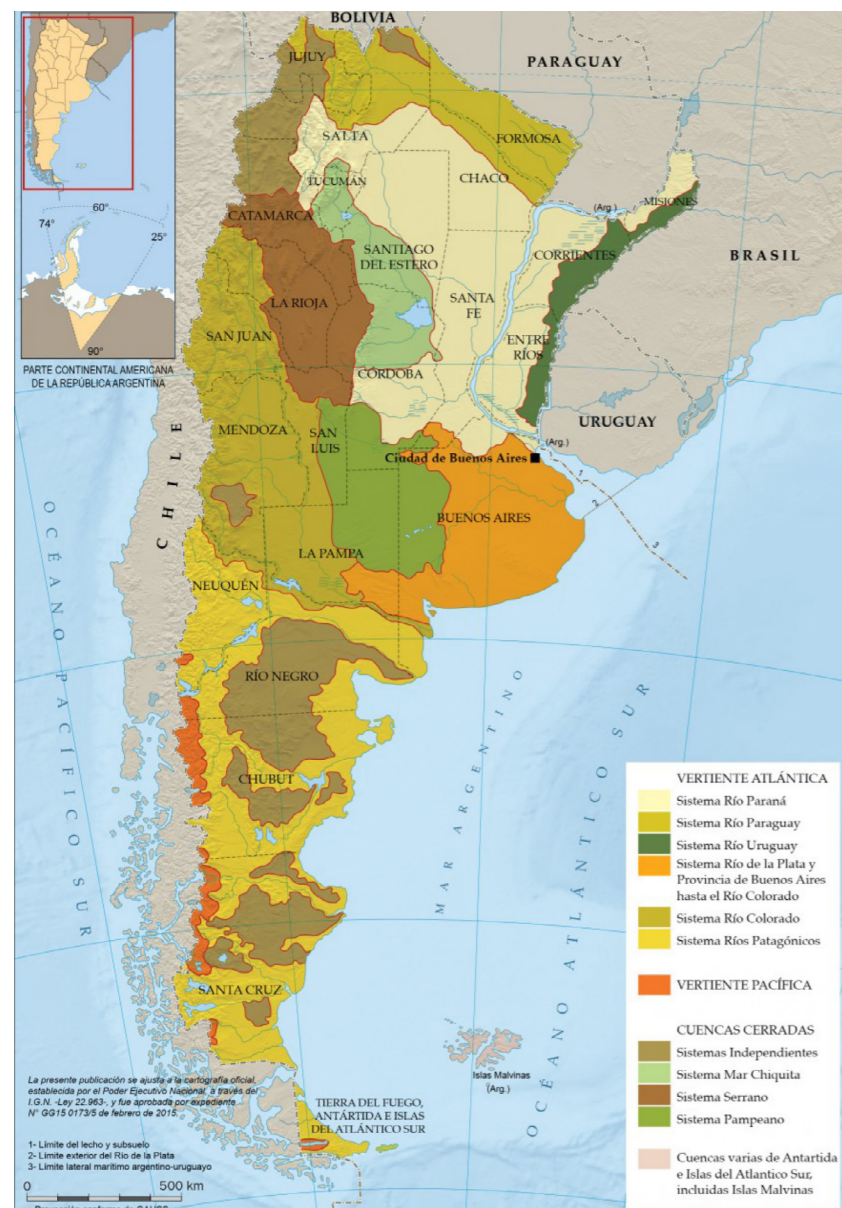 BOLIVIA
PARAGUAY
JUJUY
SALTA
FORMOSA
CHACO
TUCUMÁN
(Arg.)
MISIONES
CATAMARCA
CORRIENTES
SANTIAGO
DEL ESTERO
BRASIL
LA RIOJA
SANTA
FE
SAN JUAN
ENTRE
RÍOS
CÓRDOBA
URUGUAY
MENDOZA
SAN
LUIS
(Arg.)
Ciudad de Buenos Aires
1
2
3
BUENOS AIRES
LA PAMPA
NEUQUÉN
RÍO NEGRO
CHUBUT
SANTA CRUZ
TIERRA DEL FUEGO,
ANTÁRTIDA E ISLAS
DEL ATLÁNTICO SUR
Islas Malvinas
(Arg.)
CHILE
OCÉANO PACÍFICO SUR
MAR ARGENTINO
OCÉANO ATLÁNTICO SUR
60°
74°
25°
90°
PARTE CONTINENTAL AMERICANA
DE LA REPÚBLICA ARGENTINA
VERTIENTE ATLÁNTICA
Sistema Río Paraná
Sistema Río Paraguay
Sistema Río Uruguay
Sistema Río de la Plata y
Provincia de Buenos Aires
hasta el Río Colorado
Sistema Río Colorado
Sistema Ríos Patagónicos
VERTIENTE PACÍFICA
CUENCAS CERRADAS
Sistemas Independientes
Sistema Mar Chiquita
Sistema Serrano
Sistema Pampeano
Cuencas varias de Antartida
e Islas del Atlantico Sur,
incluidas Islas Malvinas
La presente publicación se ajusta a la cartografía oficial,
establecida por el Poder Ejecutivo Nacional, a través del
I.G.N. -Ley 22.963-, y fue aprobada por expediente
N° GG15 0173/5 de febrero de 2015.
1- Límite del lecho y subsuelo
2- Límite exterior del Río de la Plata
3- Límite lateral marítimo argentino-uruguayo
0 500 km